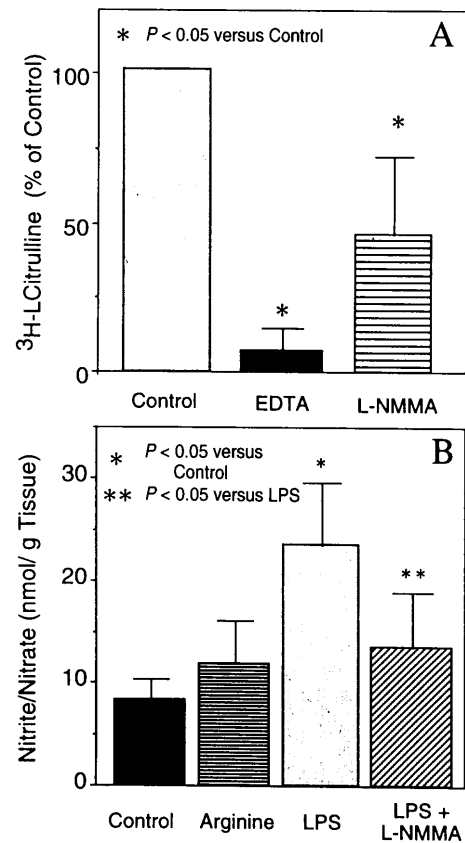 * P < 0.05 versus Control
A
³H-LCitrulline (% of Control)
100
*
50
*
0
Control EDTA L-NMMA
* P < 0.05 versus
Control
** P < 0.05 versus LPS
B
Nitrite/Nitrate (nmol/ g Tissue)
30
*
20
**
10
0
Control Arginine LPS LPS +
L-NMMA